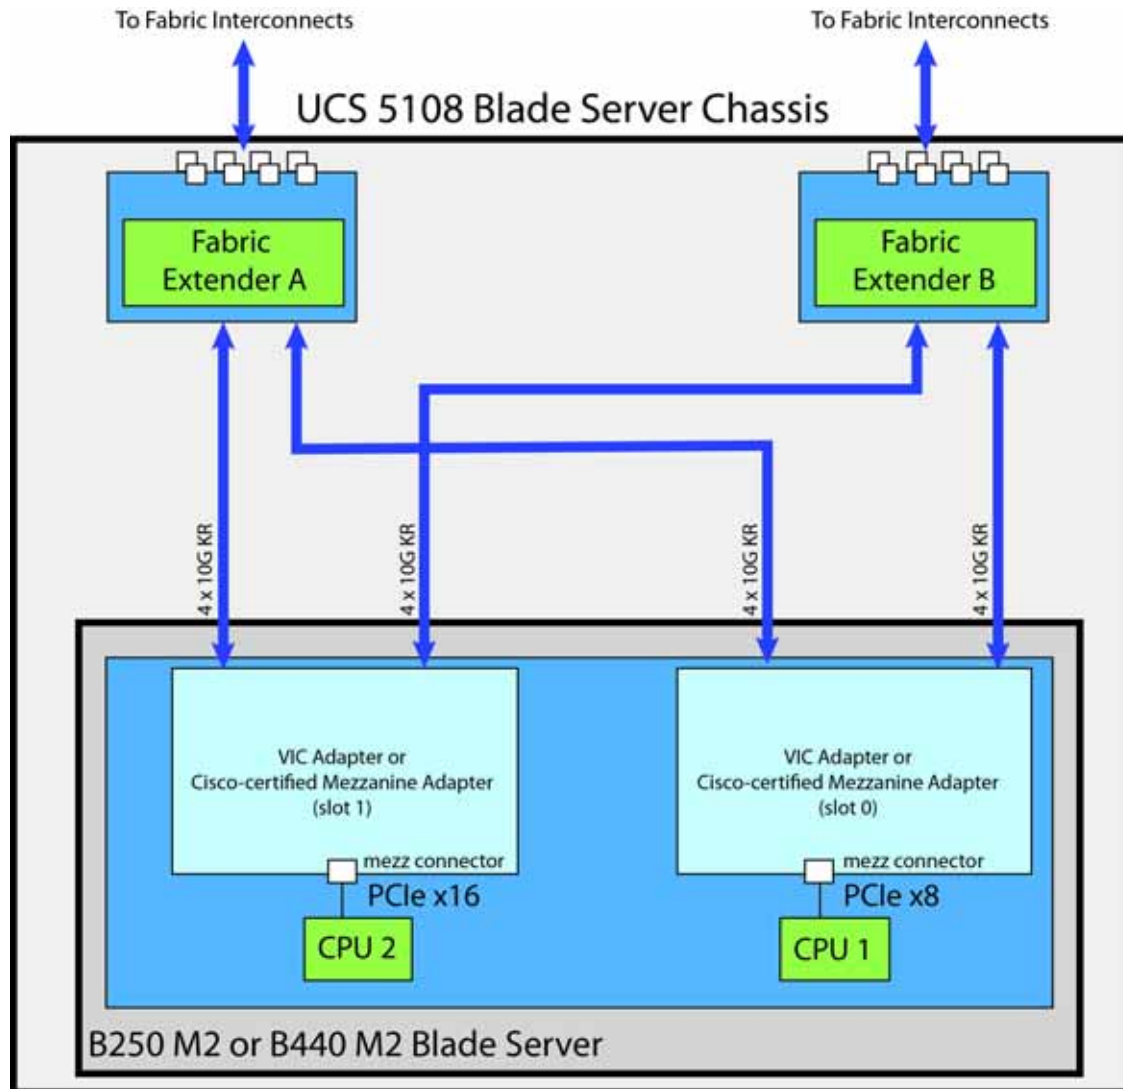 To Fabric Interconnects
To Fabric Interconnects
UCS 5108 Blade Server Chassis
Fabric
Extender A
Fabric
Extender B
4 x 10G KR
4 x 10G KR
4 x 10G KR
4 x 10G KR
VIC Adapter or
Cisco-certified Mezzanine Adapter
(slot 1)
VIC Adapter or
Cisco-certified Mezzanine Adapter
(slot 0)
mezz connector
PCIe x16
CPU 2
mezz connector
PCIe x8
CPU 1
B250 M2 or B440 M2 Blade Server